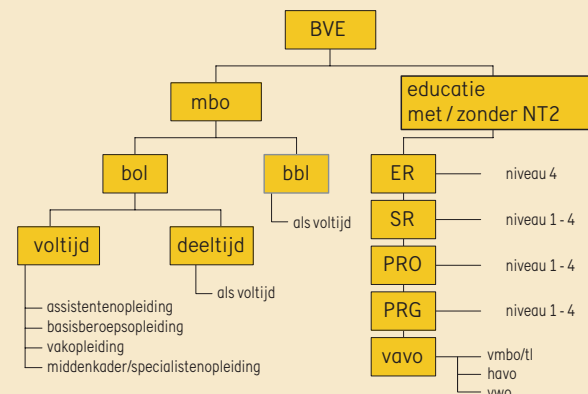 BVE
mbo
educatie
met / zonder NT2
bol
bbl
ER
niveau 4
als voltijd
SR
niveau 1 - 4
voltijd
deeltijd
PRO
niveau 1 - 4
als voltijd
assistentenopleiding
basisberoepsopleiding
vakopleiding
middenkader/specialistenopleiding
PRG
niveau 1 - 4
vavo
vmbo/tl
havo
vwo